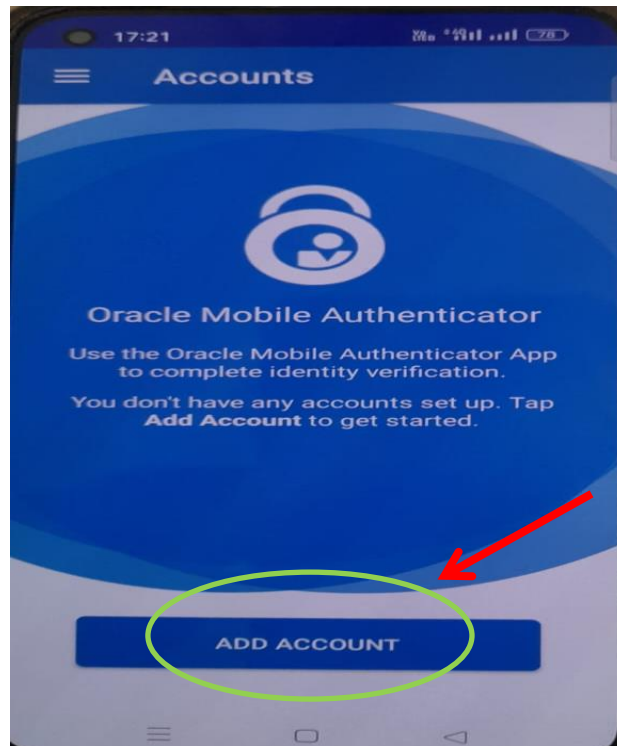 17:21
78
Accounts
Oracle Mobile Authenticator
Use the Oracle Mobile Authenticator App
to complete identity verification.
You don't have any accounts set up. Tap
Add Account to get started.
ADD ACCOUNT